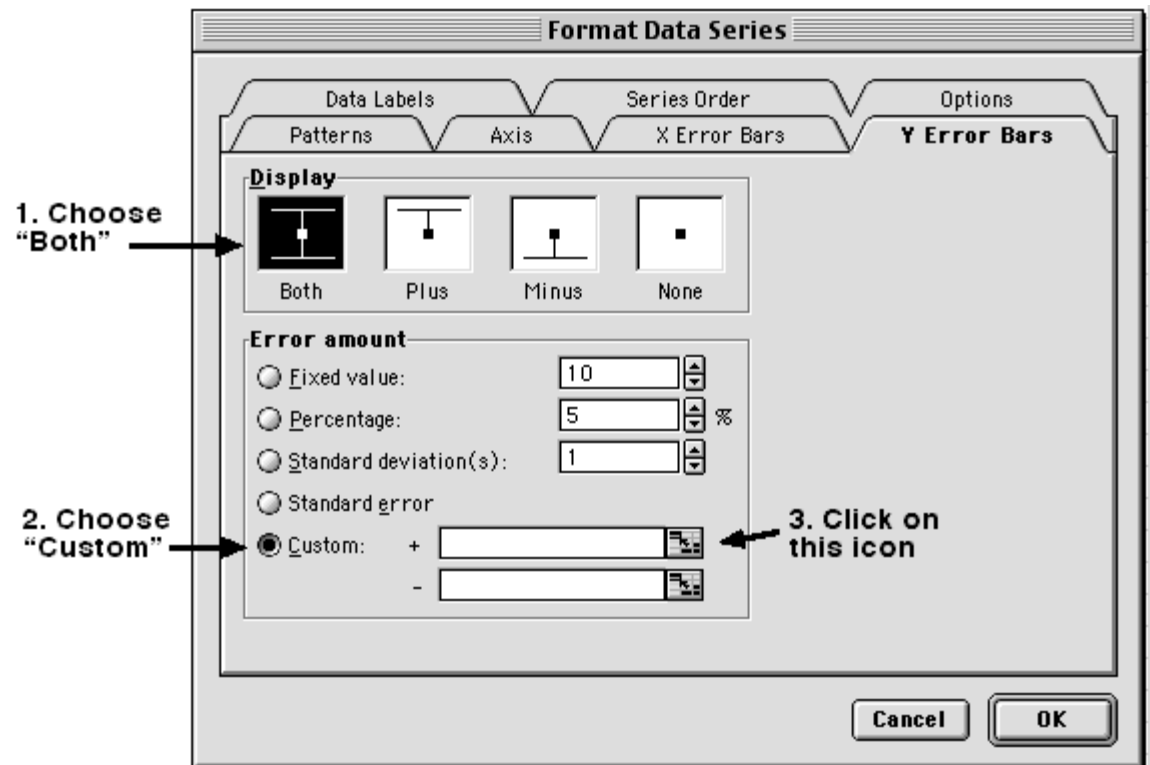 Format Data Series
Data Labels
Series Order
Options
Patterns
Axis
X Error Bars
Y Error Bars
Display
1. Choose
“Both”
Both
Plus
Minus
None
Error amount
Fixed value:
10
Percentage:
5
%
Standard deviation(s):
1
Standard error
2. Choose
“Custom”
Custom:
+
-
3. Click on
this icon
Cancel
OK